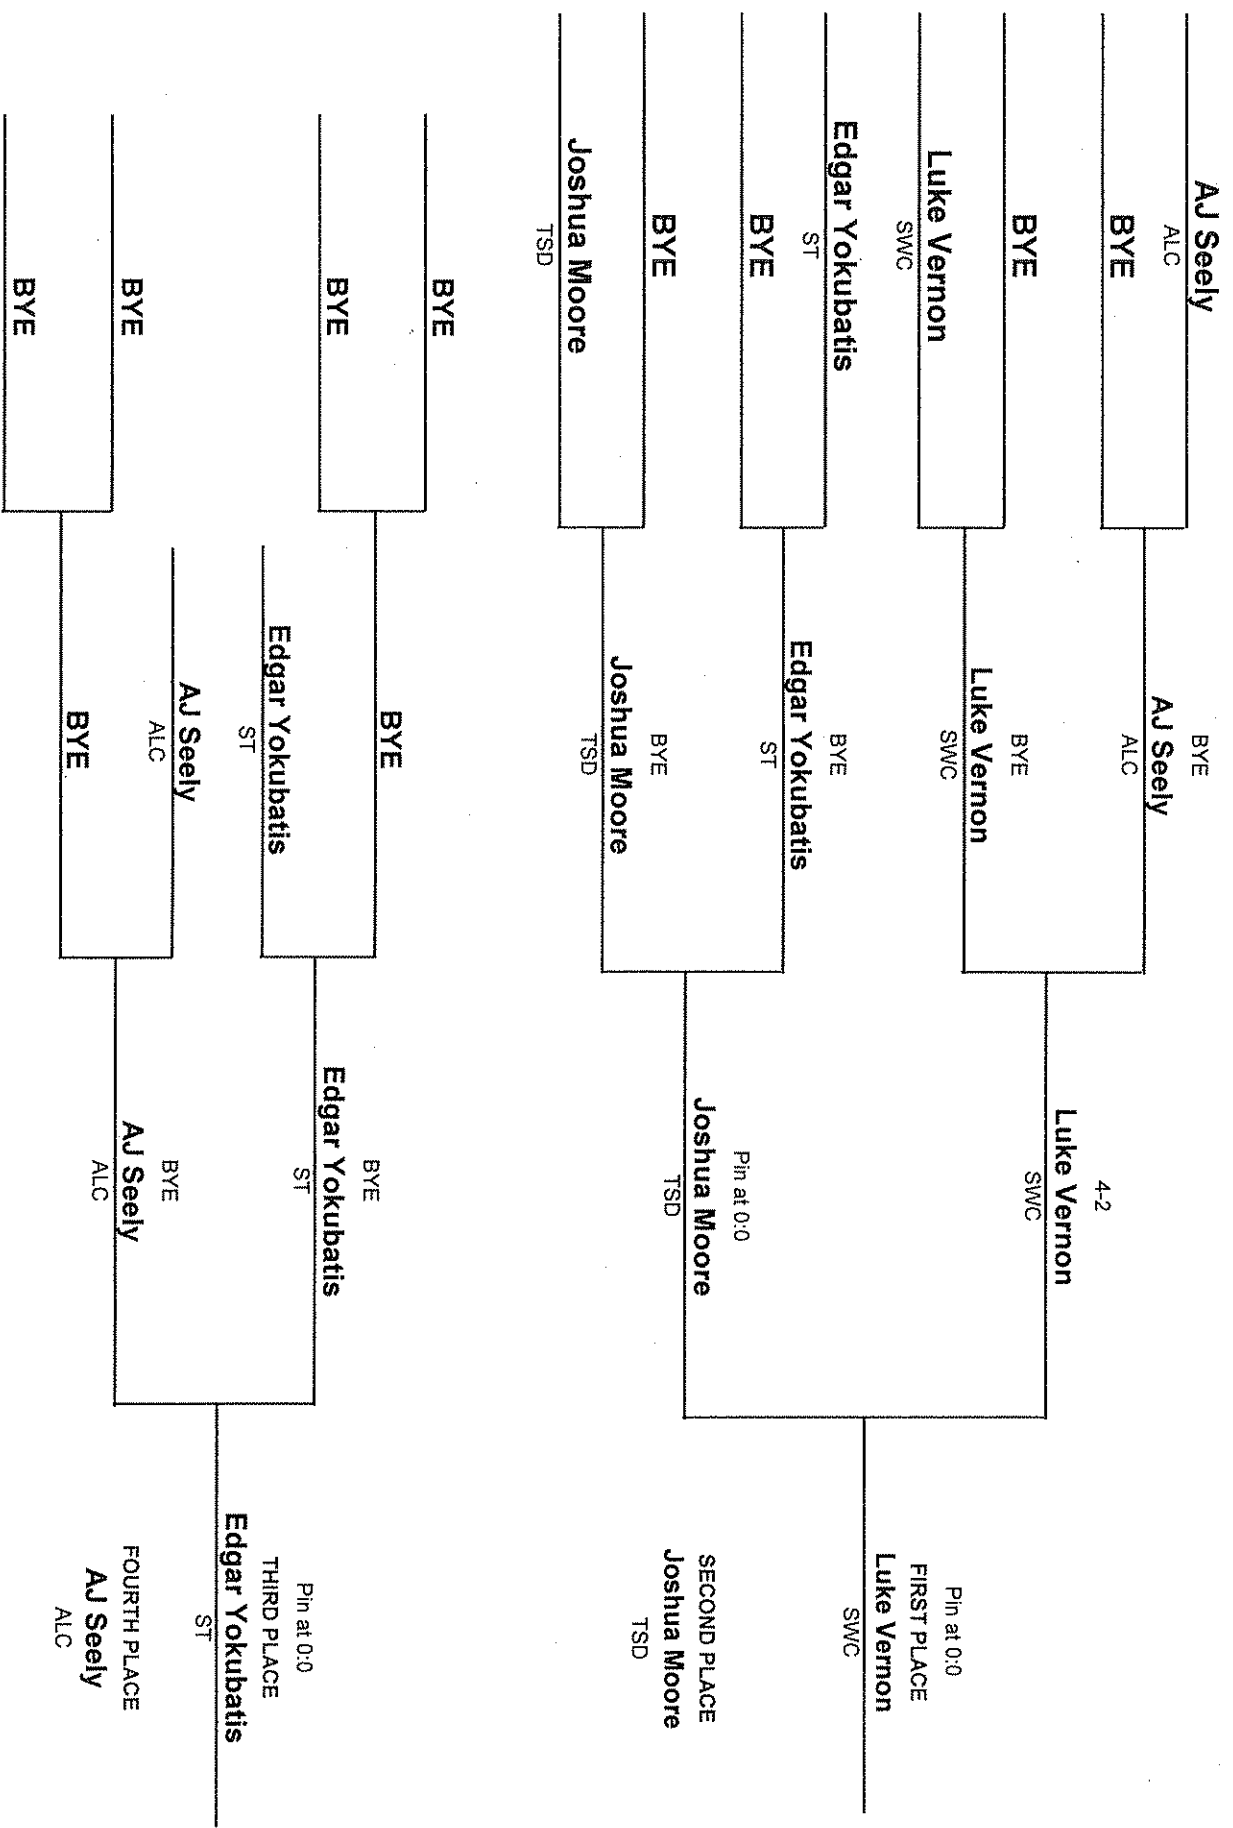 AJ Seely
ALC
BYE
BYE
Luke Vernon
SWC
Edgar Yokubatis
ST
BYE
BYE
Joshua Moore
TSD
BYE
AJ Seely
ALC
BYE
Luke Vernon
SWC
BYE
Edgar Yokubatis
ST
BYE
Joshua Moore
TSD
4-2
Luke Vernon
SWC
Pin at 0:0
Joshua Moore
TSD
Pin at 0:0
FIRST PLACE
Luke Vernon
SWC
SECOND PLACE
Joshua Moore
TSD
BYE
BYE
BYE
BYE
BYE
Edgar Yokubatis
ST
AJ Seely
ALC
BYE
BYE
Edgar Yokubatis
ST
BYE
AJ Seely
ALC
Pin at 0:0
THIRD PLACE
Edgar Yokubatis
ST
FOURTH PLACE
AJ Seely
ALC